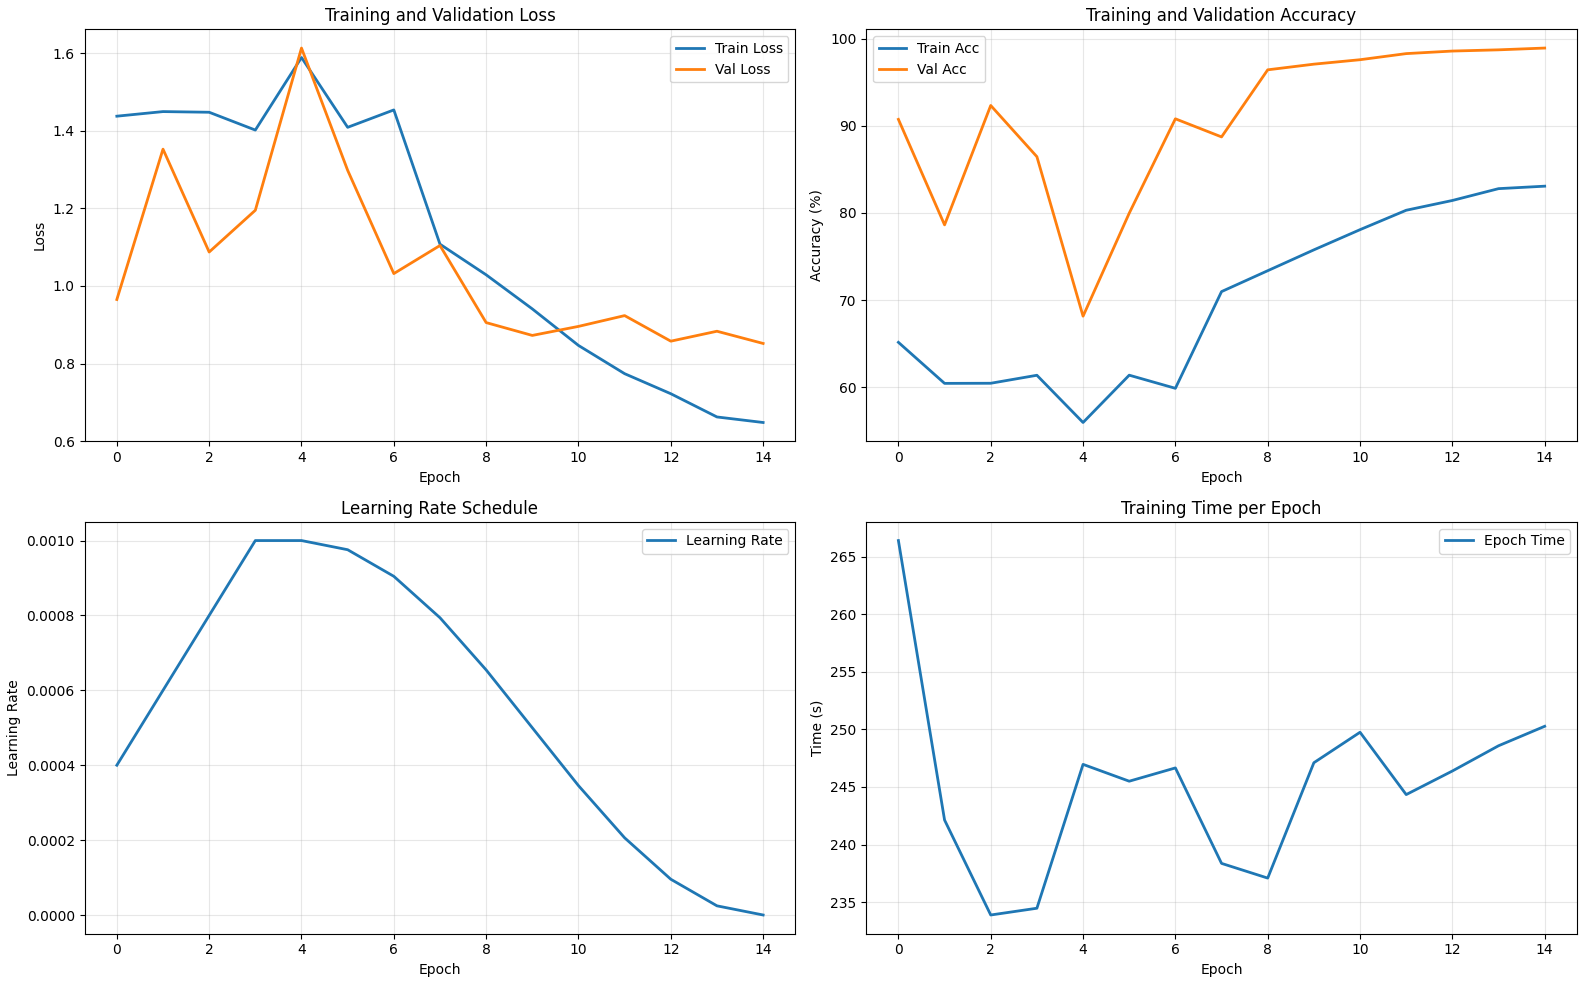 Training and Validation Loss
Train Loss
Val Loss
1.6
1.4
1.2
1.0
0.8
0.6
Loss
0 2 4 6 8 10 12 14
Epoch
Training and Validation Accuracy
Train Acc
Val Acc
100
90
80
70
60
Accuracy (%)
0 2 4 6 8 10 12 14
Epoch
Learning Rate Schedule
Learning Rate
0.0010
0.0008
0.0006
0.0004
0.0002
0.0000
Learning Rate
0 2 4 6 8 10 12 14
Epoch
Training Time per Epoch
Epoch Time
265
260
255
250
245
240
235
Time (s)
0 2 4 6 8 10 12 14
Epoch